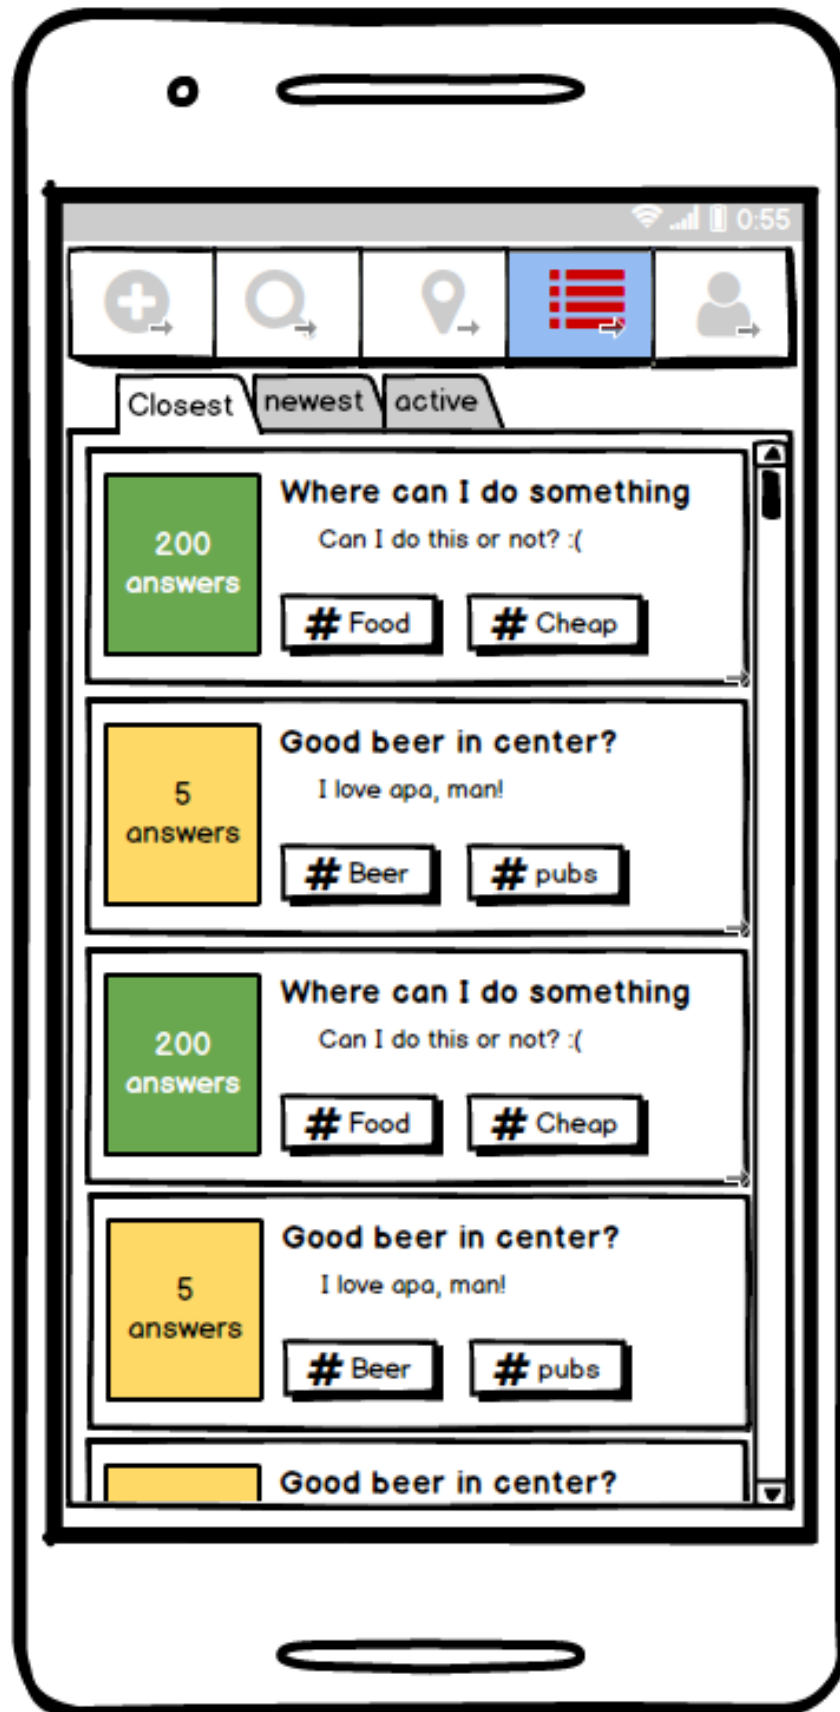 0:55
Closest newest active
Where can I do something
Can I do this or not? :(
200
answers
# Food # Cheap
Good beer in center?
I love apa, man!
5
answers
# Beer # pubs
Where can I do something
Can I do this or not? :(
200
answers
# Food # Cheap
Good beer in center?
I love apa, man!
5
answers
# Beer # pubs
Good beer in center?